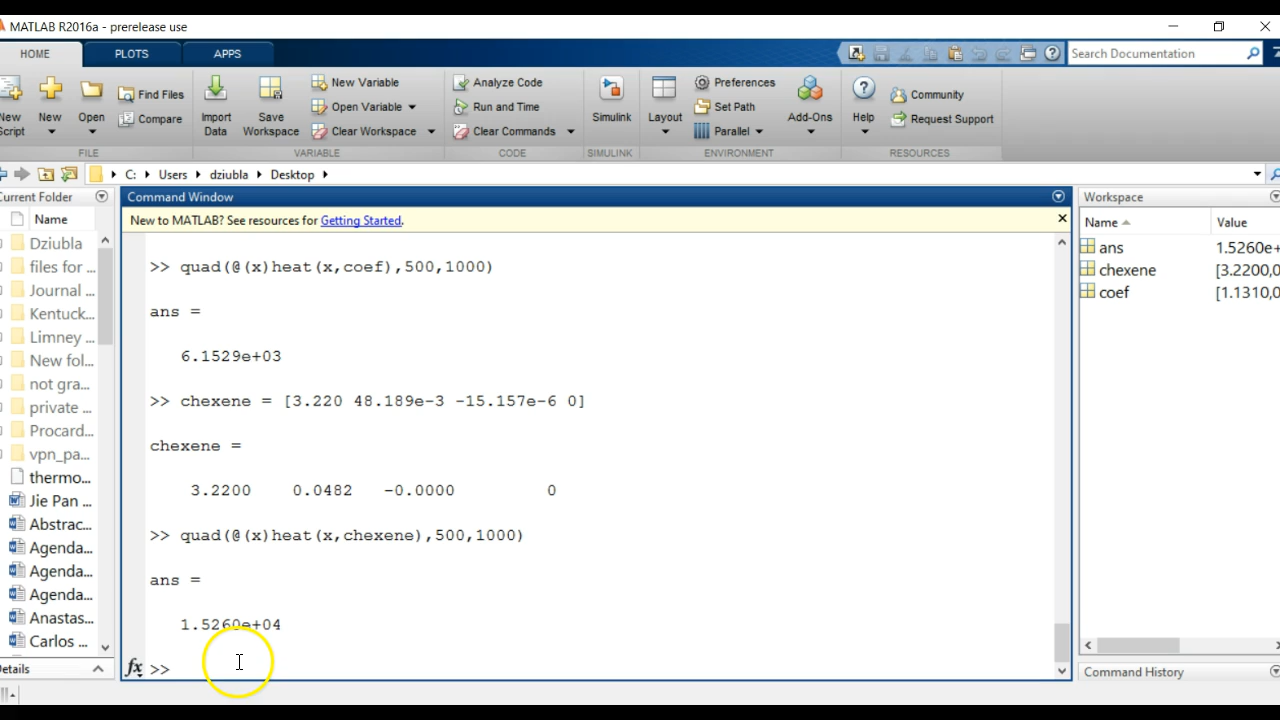 MATLAB R2016a - prerelease use
HOME PLOTS APPS
Search Documentation
New Script
New
Open
Find Files
Compare
FILE
Import Data
Save Workspace
New Variable
Open Variable
Clear Workspace
VARIABLE
Analyze Code
Run and Time
Clear Commands
CODE
Simulink
SIMULINK
Layout
Preferences
Set Path
Parallel
Add-Ons
ENVIRONMENT
Help
Community
Request Support
RESOURCES
C: Users dziubla Desktop
Current Folder
Name
Dziubla
files for ...
Journal ...
Kentuck...
Limney ...
New fol...
not gra...
private ...
Procard...
vpn_pa...
thermo...
Jie Pan ...
Abstrac...
Agenda...
Agenda...
Agenda...
Anastas...
Carlos ...
Details
Command Window
New to MATLAB? See resources for Getting Started.
>> quad(@(x)heat(x,coef),500,1000)
ans =
6.1529e+03
>> chexene = [3.220 48.189e-3 -15.157e-6 0]
chexene =
3.2200 0.0482 -0.0000 0
>> quad(@(x)heat(x,chexene),500,1000)
ans =
1.5260e+04
fx >>
Workspace
Name Value
ans 1.5260e+
chexene [3.2200,0
coef [1.1310,0
Command History